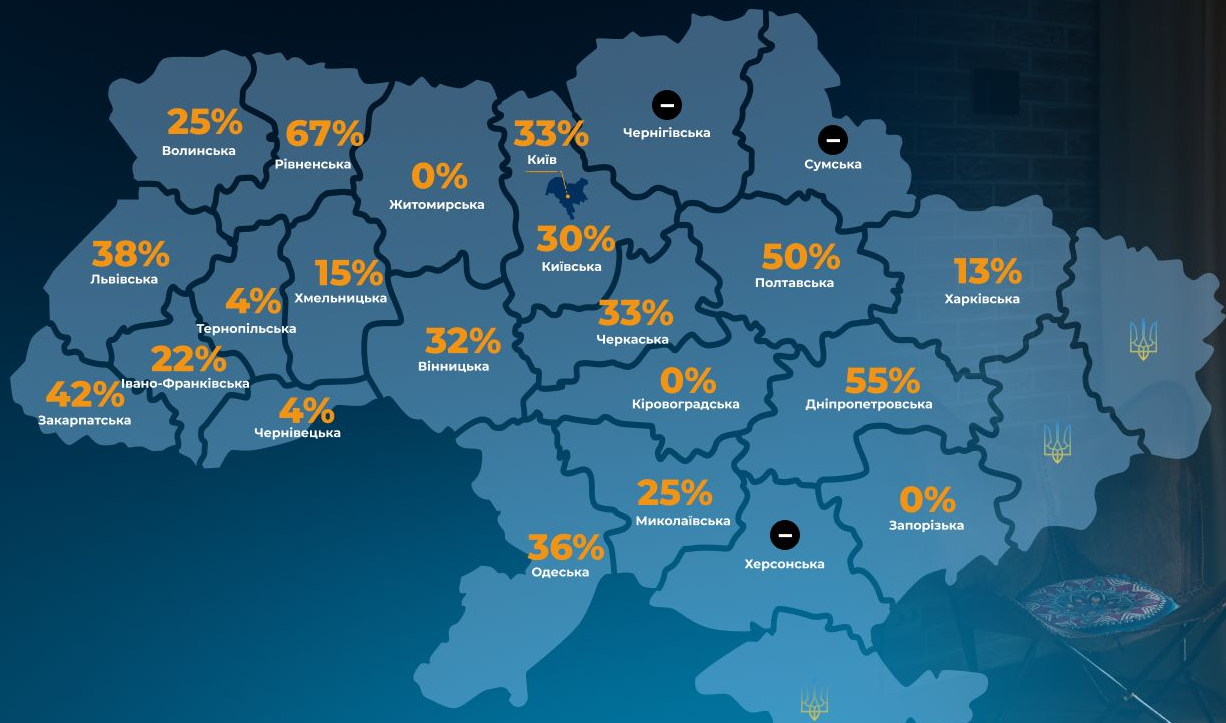 25%
Волинська
67%
Рівненська
0%
Житомирська
33%
Київ
Чернігівська
Сумська
38%
Львівська
4%
Тернопільська
15%
Хмельницька
30%
Київська
50%
Полтавська
13%
Харківська
42%
Закарпатська
22%
Івано-Франківська
4%
Чернівецька
32%
Вінницька
33%
Черкаська
0%
Кіровоградська
55%
Дніпропетровська
36%
Одеська
25%
Миколаївська
Херсонська
0%
Запорізька